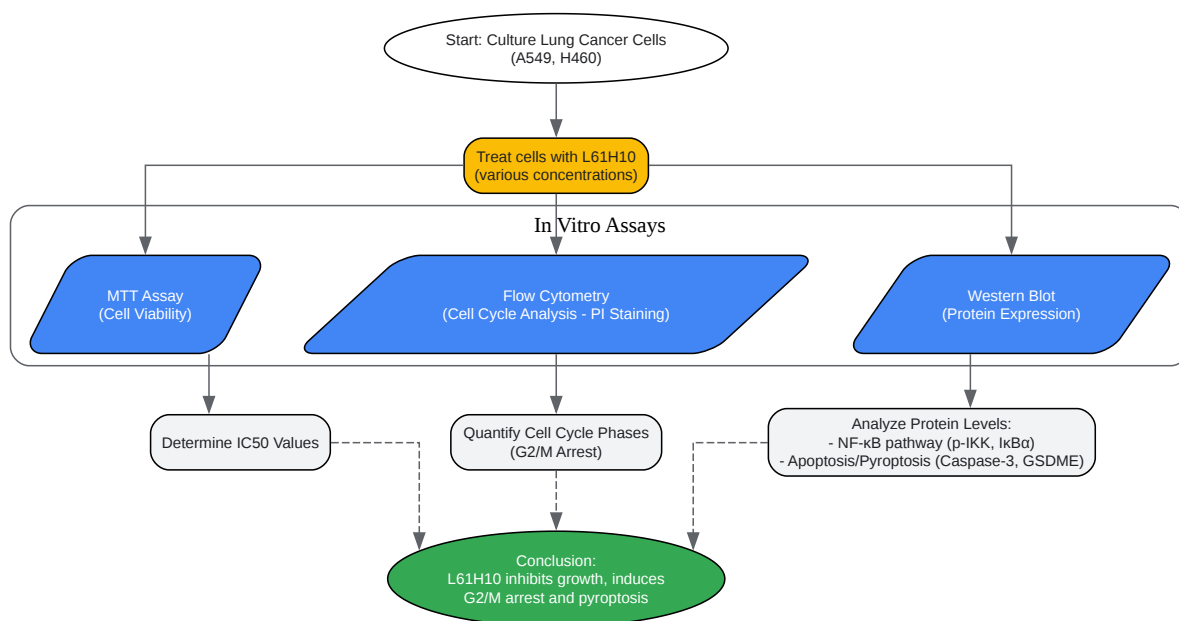 Start: Culture Lung Cancer Cells
(A549, H460)
Treat cells with L61H10
(various concentrations)
In Vitro Assays
MTT Assay
(Cell Viability)
Flow Cytometry
(Cell Cycle Analysis - PI Staining)
Western Blot
(Protein Expression)
Determine IC50 Values
Quantify Cell Cycle Phases
(G2/M Arrest)
Analyze Protein Levels:
- NF-κB pathway (p-IKK, IκBα)
- Apoptosis/Pyroptosis (Caspase-3, GSDME)
Conclusion:
L61H10 inhibits growth, induces
G2/M arrest and pyroptosis